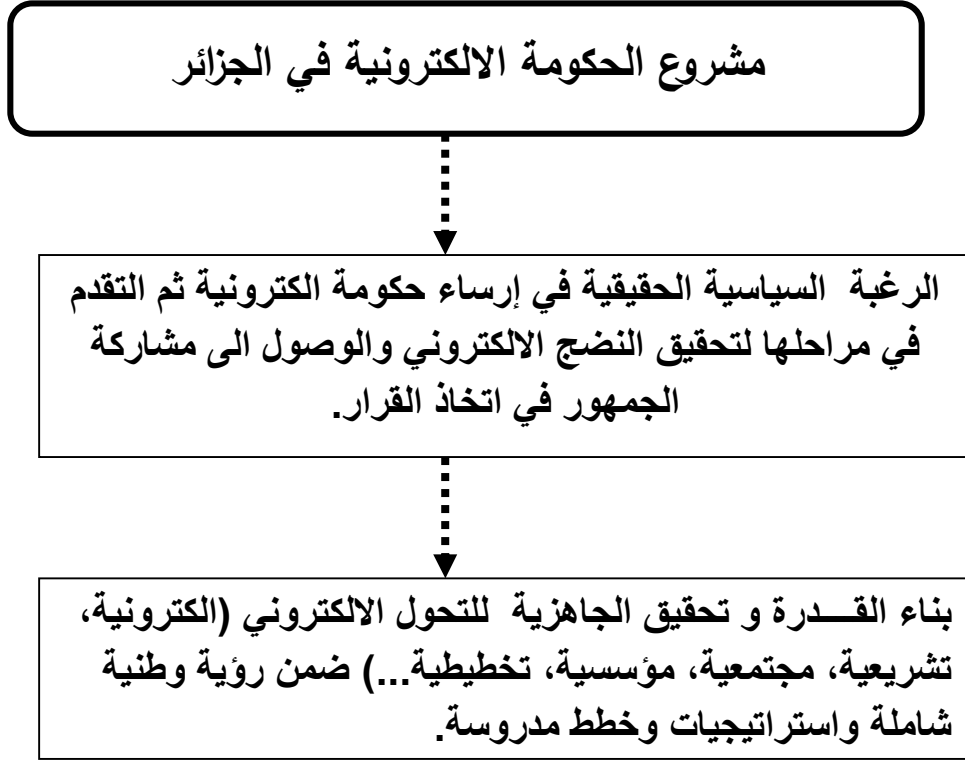 مشروع الحكومة الالكترونية في الجزائر
الرغبة السياسية الحقيقية في إرساء حكومة الكترونية ثم التقدم
في مراحلها لتحقيق النضج الالكتروني والوصول الى مشاركة
الجمهور في اتخاذ القرار.
بناء القـــدرة و تحقيق الجاهزية للتحول الالكتروني (الكترونية،
تشريعية، مجتمعية، مؤسسية، تخطيطية...) ضمن رؤية وطنية
شاملة واستراتيجيات وخطط مدروسة.